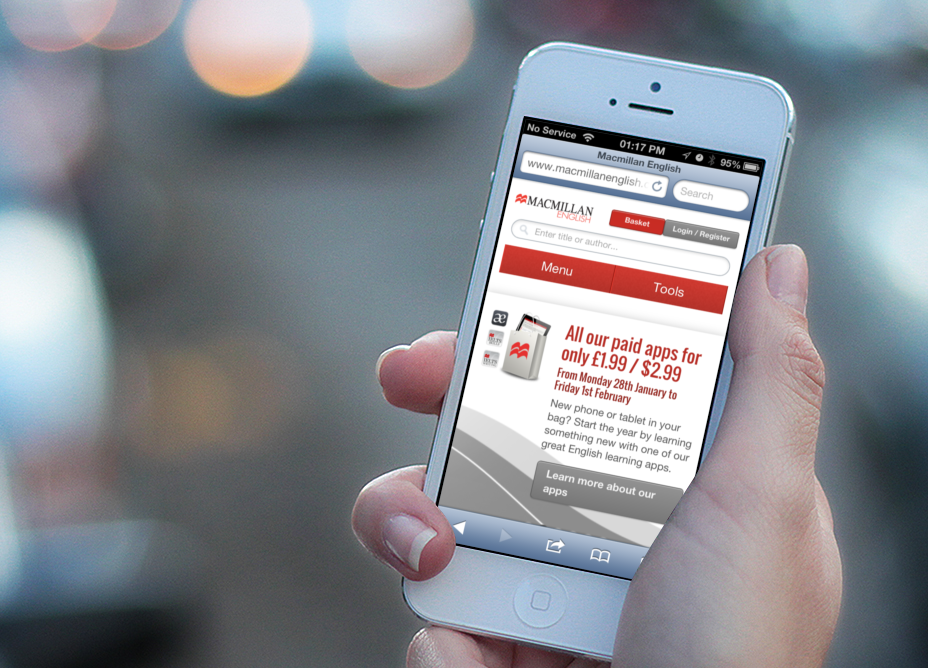 No Service 01:17 PM 95%
Macmillan English
www.macmillanenglish.
Search
MACMILLAN
ENGLISH
Basket
Login / Register
Enter title or author...
Menu
Tools
æ
All our paid apps for
only £1.99 / $2.99
From Monday 28th January to
Friday 1st February
New phone or tablet in your
bag? Start the year by learning
something new with one of our
great English learning apps.
Learn more about our
apps